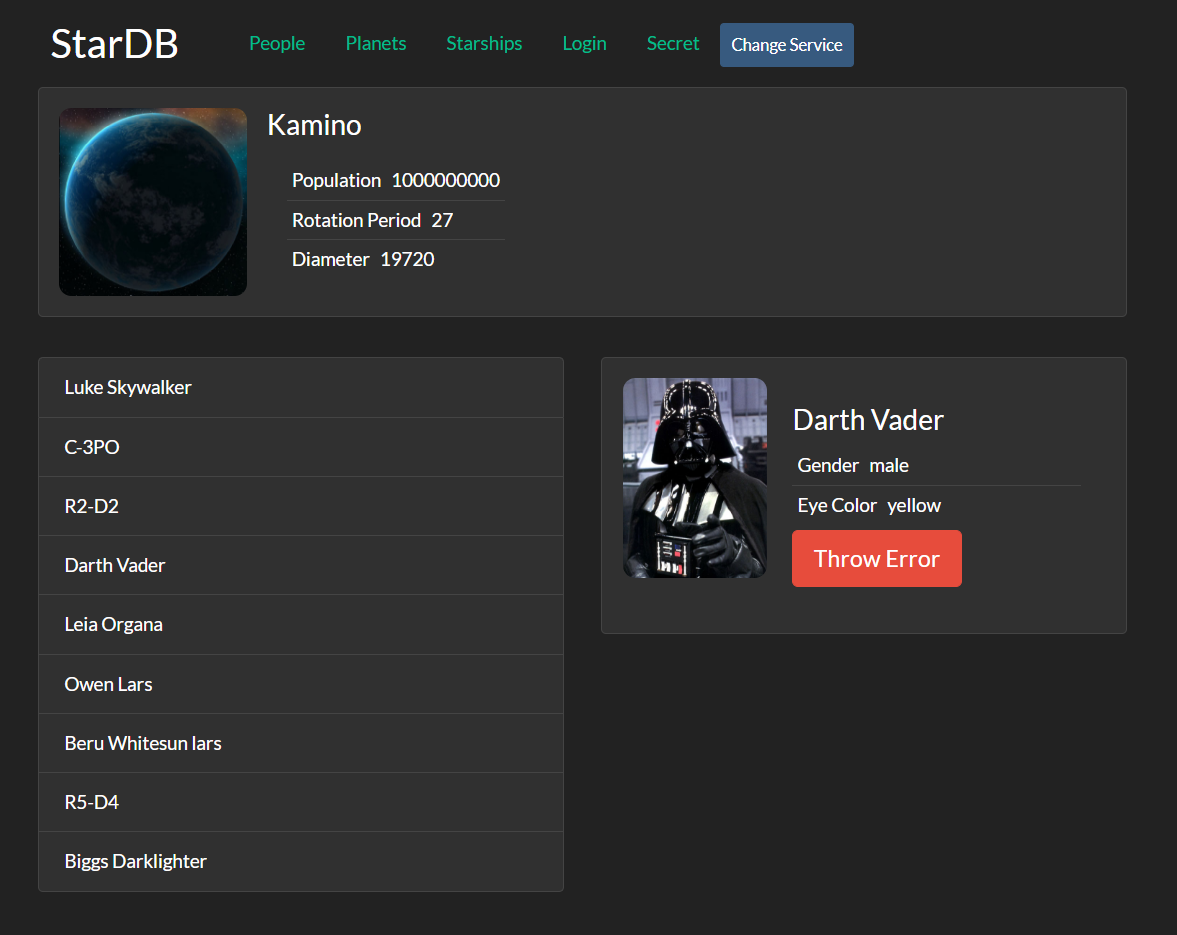 StarDB People Planets Starships Login Secret Change Service
Kamino
Population 1000000000
Rotation Period 27
Diameter 19720
Luke Skywalker
C-3PO
R2-D2
Darth Vader
Leia Organa
Owen Lars
Beru Whitesun lars
R5-D4
Biggs Darklighter
Darth Vader
Gender male
Eye Color yellow
Throw Error